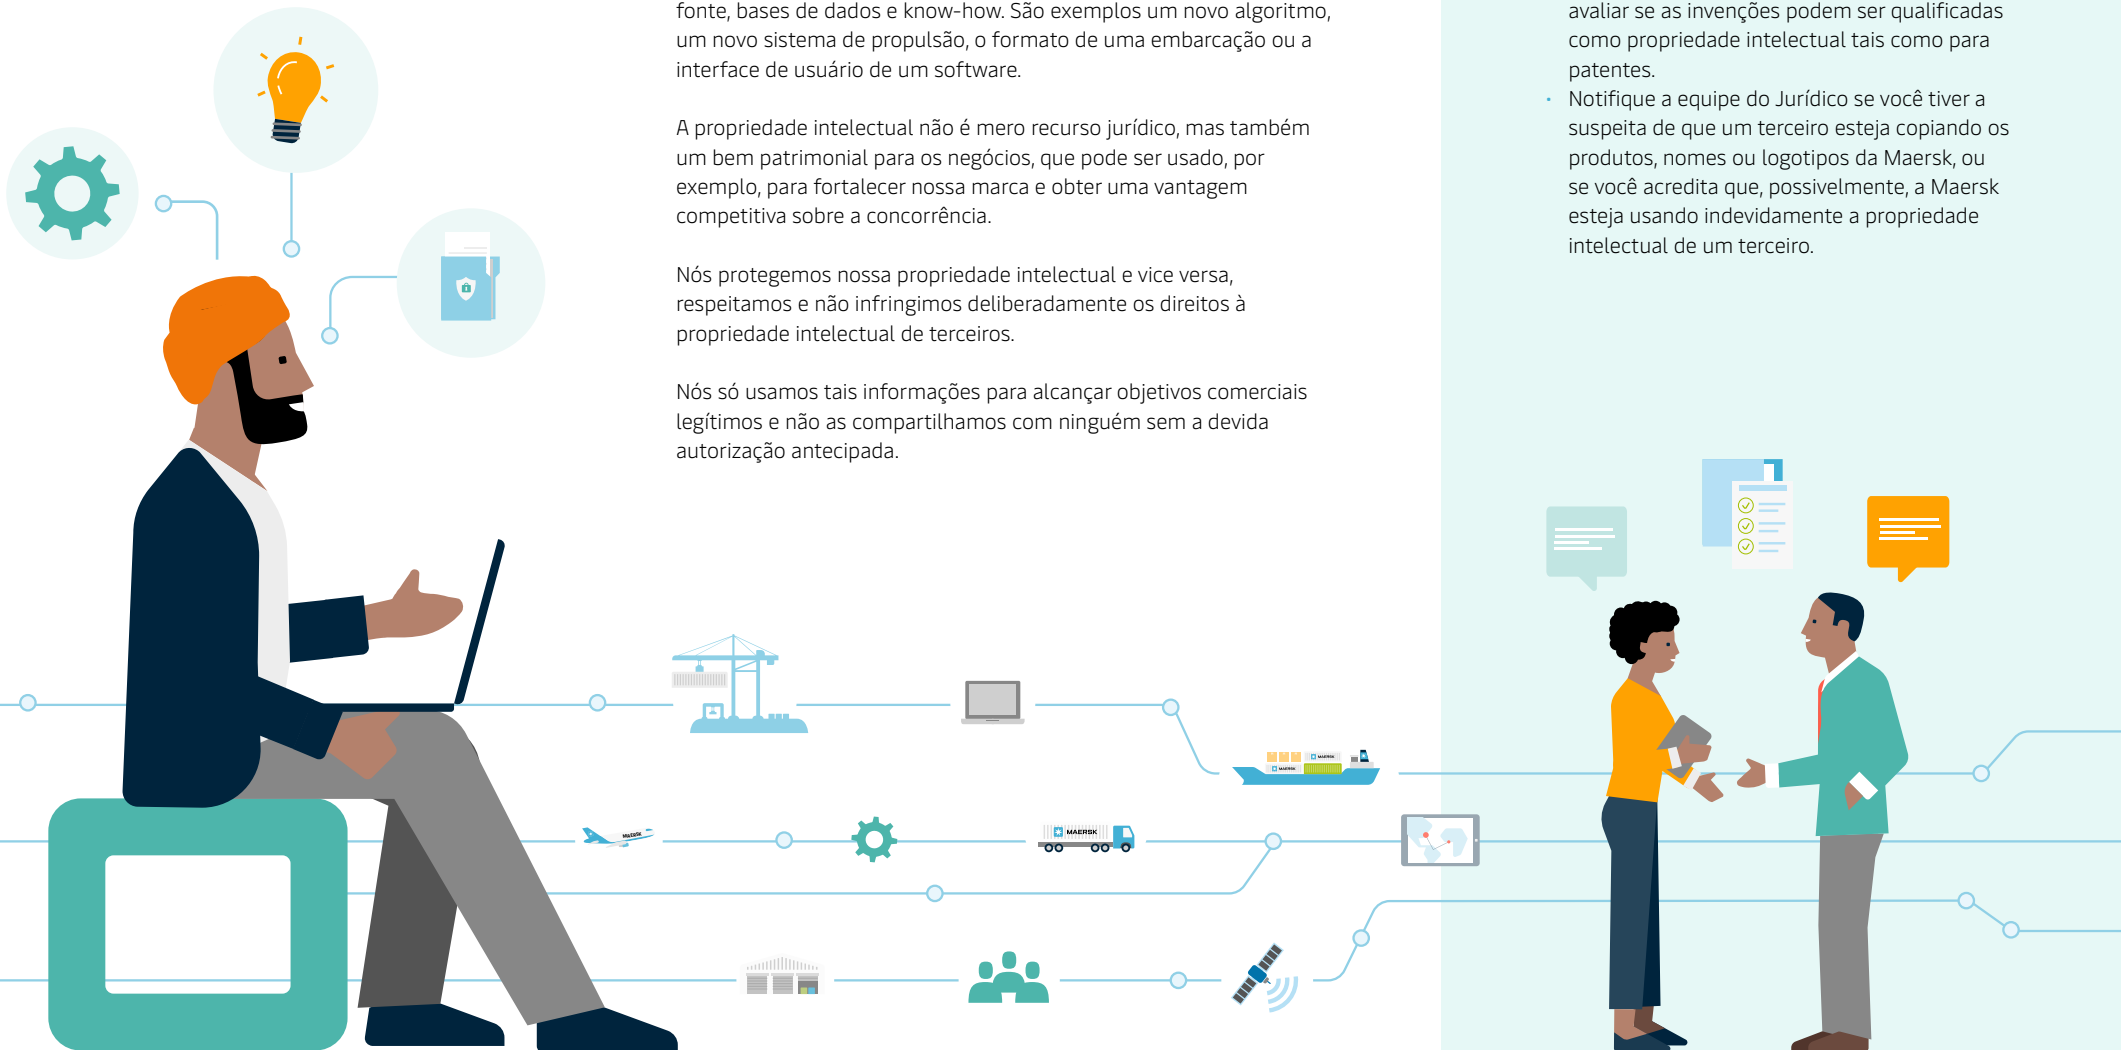 fonte, bases de dados e know-how. São exemplos um novo algoritmo,
um novo sistema de propulsão, o formato de uma embarcação ou a
interface de usuário de um software.
A propriedade intelectual não é mero recurso jurídico, mas também
um bem patrimonial para os negócios, que pode ser usado, por
exemplo, para fortalecer nossa marca e obter uma vantagem
competitiva sobre a concorrência.
Nós protegemos nossa propriedade intelectual e vice versa,
respeitamos e não infringimos deliberadamente os direitos à
propriedade intelectual de terceiros.
Nós só usamos tais informações para alcançar objetivos comerciais
legítimos e não as compartilhamos com ninguém sem a devida
autorização antecipada.
avaliar se as invenções podem ser qualificadas
como propriedade intelectual tais como para
patentes.
· Notifique a equipe do Jurídico se você tiver a
suspeita de que um terceiro esteja copiando os
produtos, nomes ou logotipos da Maersk, ou
se você acredita que, possivelmente, a Maersk
esteja usando indevidamente a propriedade
intelectual de um terceiro.
MAERSK
MAERSK
MAERSK
MAERSK